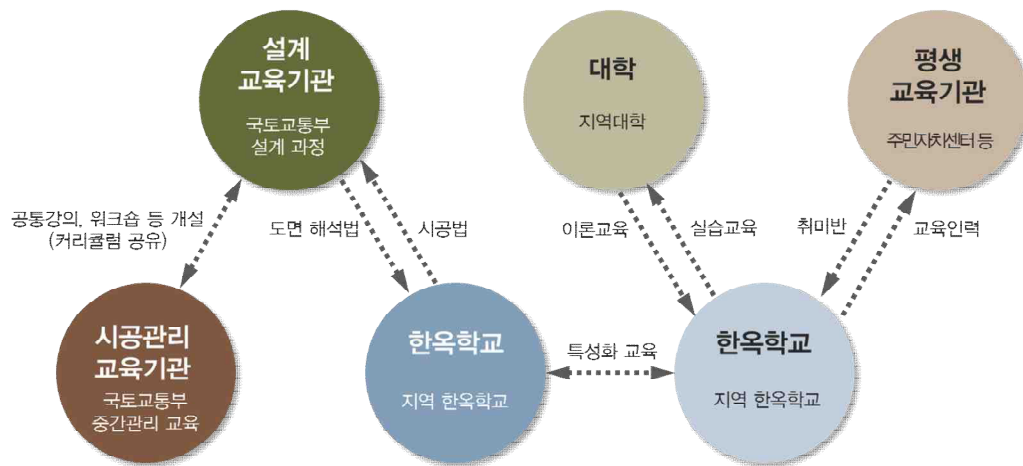 설계
교육기관
국토교통부
설계 과정
대학
지역대학
평생
교육기관
주민자치센터 등
공통강의, 워크숍 등 개설
(커리큘럼 공유)
도면 해석법
시공법
이론교육
실습교육
취미반
교육인력
시공관리
교육기관
국토교통부
중간관리 교육
한옥학교
지역 한옥학교
특성화 교육
한옥학교
지역 한옥학교